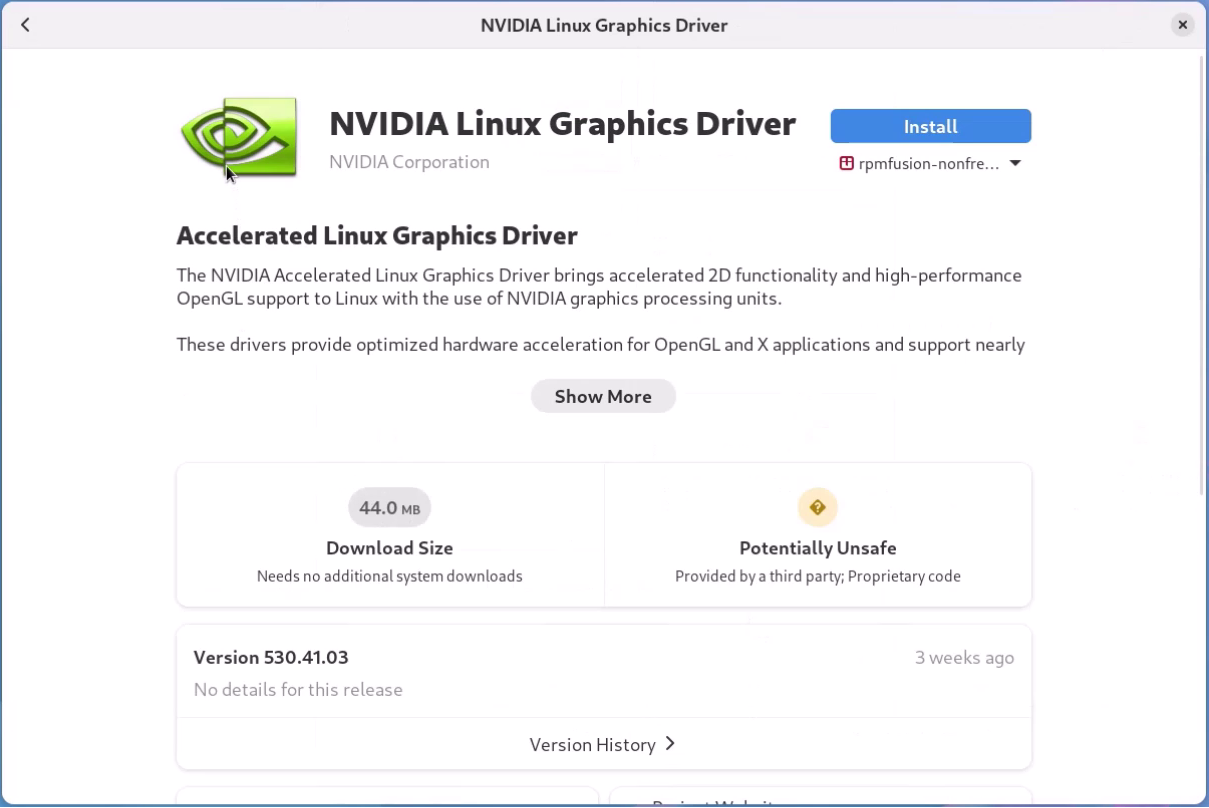 NVIDIA Linux Graphics Driver
NVIDIA Linux Graphics Driver
NVIDIA Corporation
Install
rpmfusion-nonfre...
Accelerated Linux Graphics Driver
The NVIDIA Accelerated Linux Graphics Driver brings accelerated 2D functionality and high-performance
OpenGL support to Linux with the use of NVIDIA graphics processing units.
These drivers provide optimized hardware acceleration for OpenGL and X applications and support nearly
Show More
44.0 MB
Download Size
Needs no additional system downloads
Potentially Unsafe
Provided by a third party; Proprietary code
Version 530.41.03
3 weeks ago
No details for this release
Version History